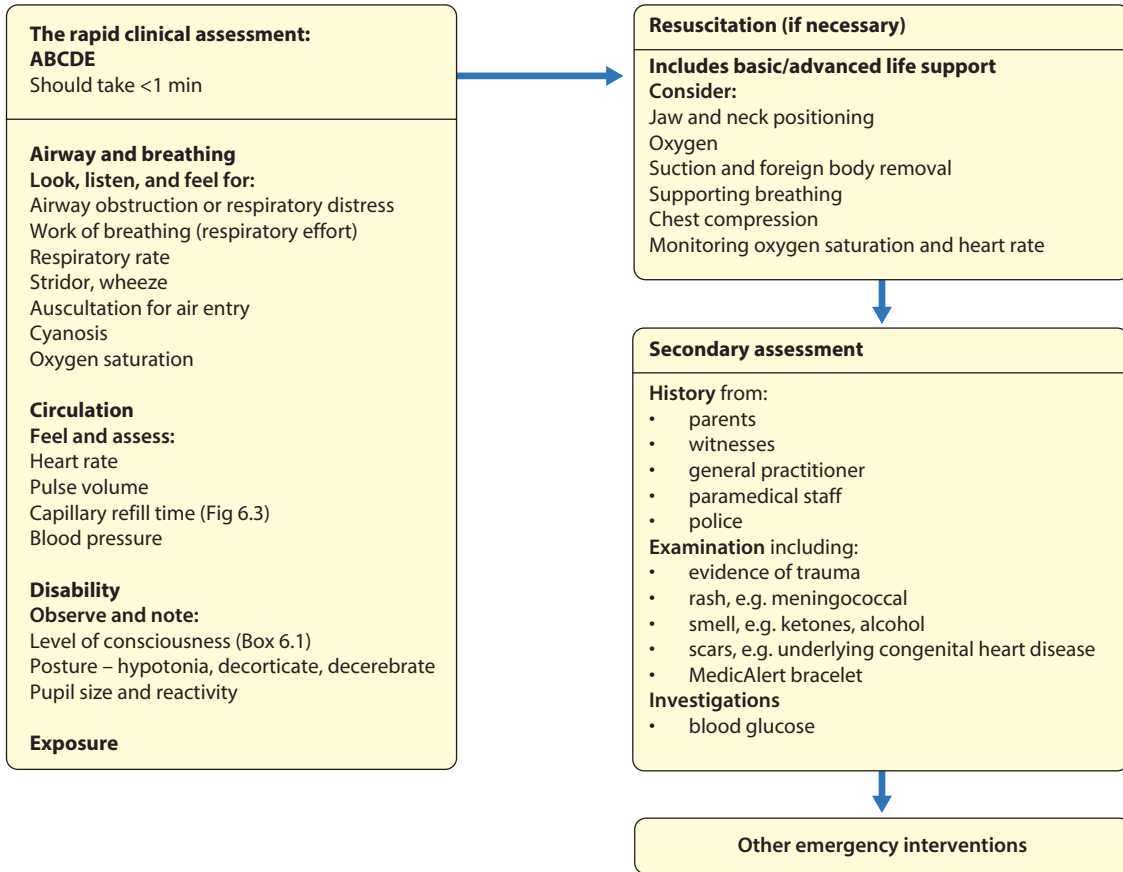 The rapid clinical assessment:
ABCDE
Should take <1 min
Airway and breathing
Look, listen, and feel for:
Airway obstruction or respiratory distress
Work of breathing (respiratory effort)
Respiratory rate
Stridor, wheeze
Auscultation for air entry
Cyanosis
Oxygen saturation
Circulation
Feel and assess:
Heart rate
Pulse volume
Capillary refill time (Fig 6.3)
Blood pressure
Disability
Observe and note:
Level of consciousness (Box 6.1)
Posture – hypotonia, decorticate, decerebrate
Pupil size and reactivity
Exposure
Resuscitation (if necessary)
Includes basic/advanced life support
Consider:
Jaw and neck positioning
Oxygen
Suction and foreign body removal
Supporting breathing
Chest compression
Monitoring oxygen saturation and heart rate
Secondary assessment
History from:
• parents
• witnesses
• general practitioner
• paramedical staff
• police
Examination including:
• evidence of trauma
• rash, e.g. meningococcal
• smell, e.g. ketones, alcohol
• scars, e.g. underlying congenital heart disease
• MedicAlert bracelet
Investigations
• blood glucose
Other emergency interventions